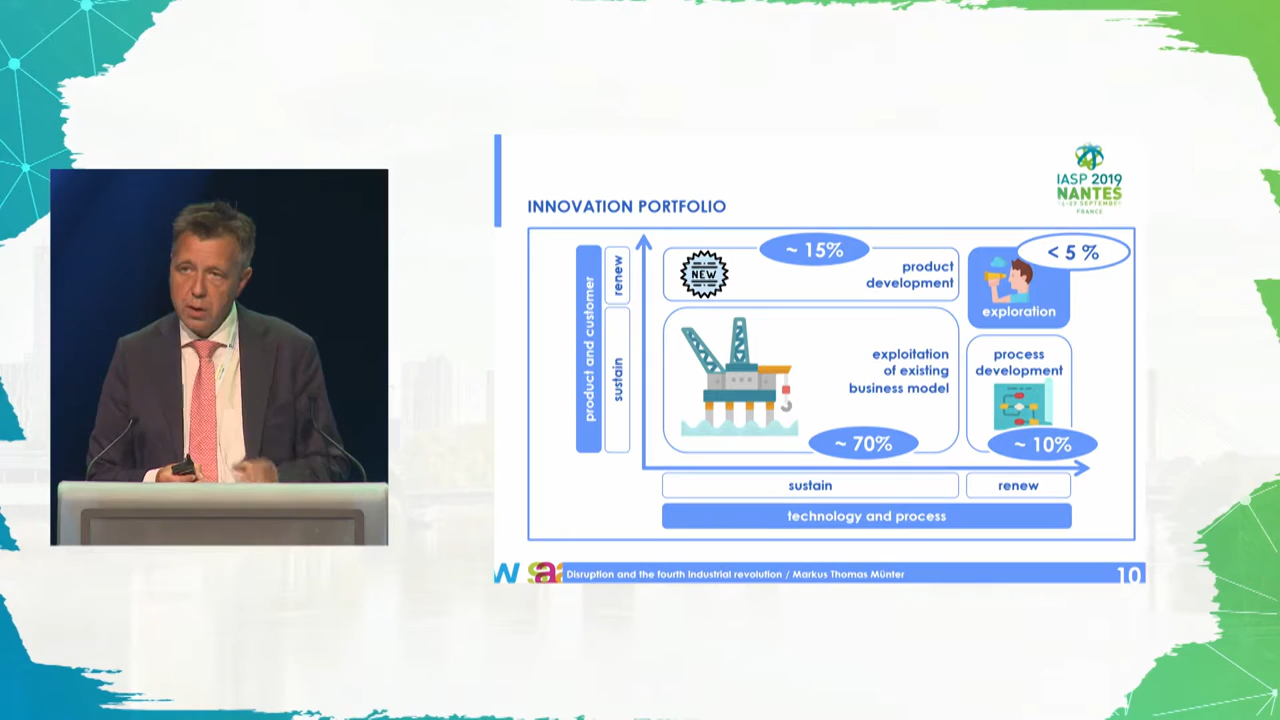 IASP 2019
NANTES
FRANCE
INNOVATION PORTFOLIO
product and customer
renew
sustain
NEW
~ 15%
product
development
< 5 %
exploration
exploitation
of existing
business model
~ 70%
process
development
~ 10%
sustain
renew
technology and process
Disruption and the fourth industrial revolution / Markus Thomas Münter
10